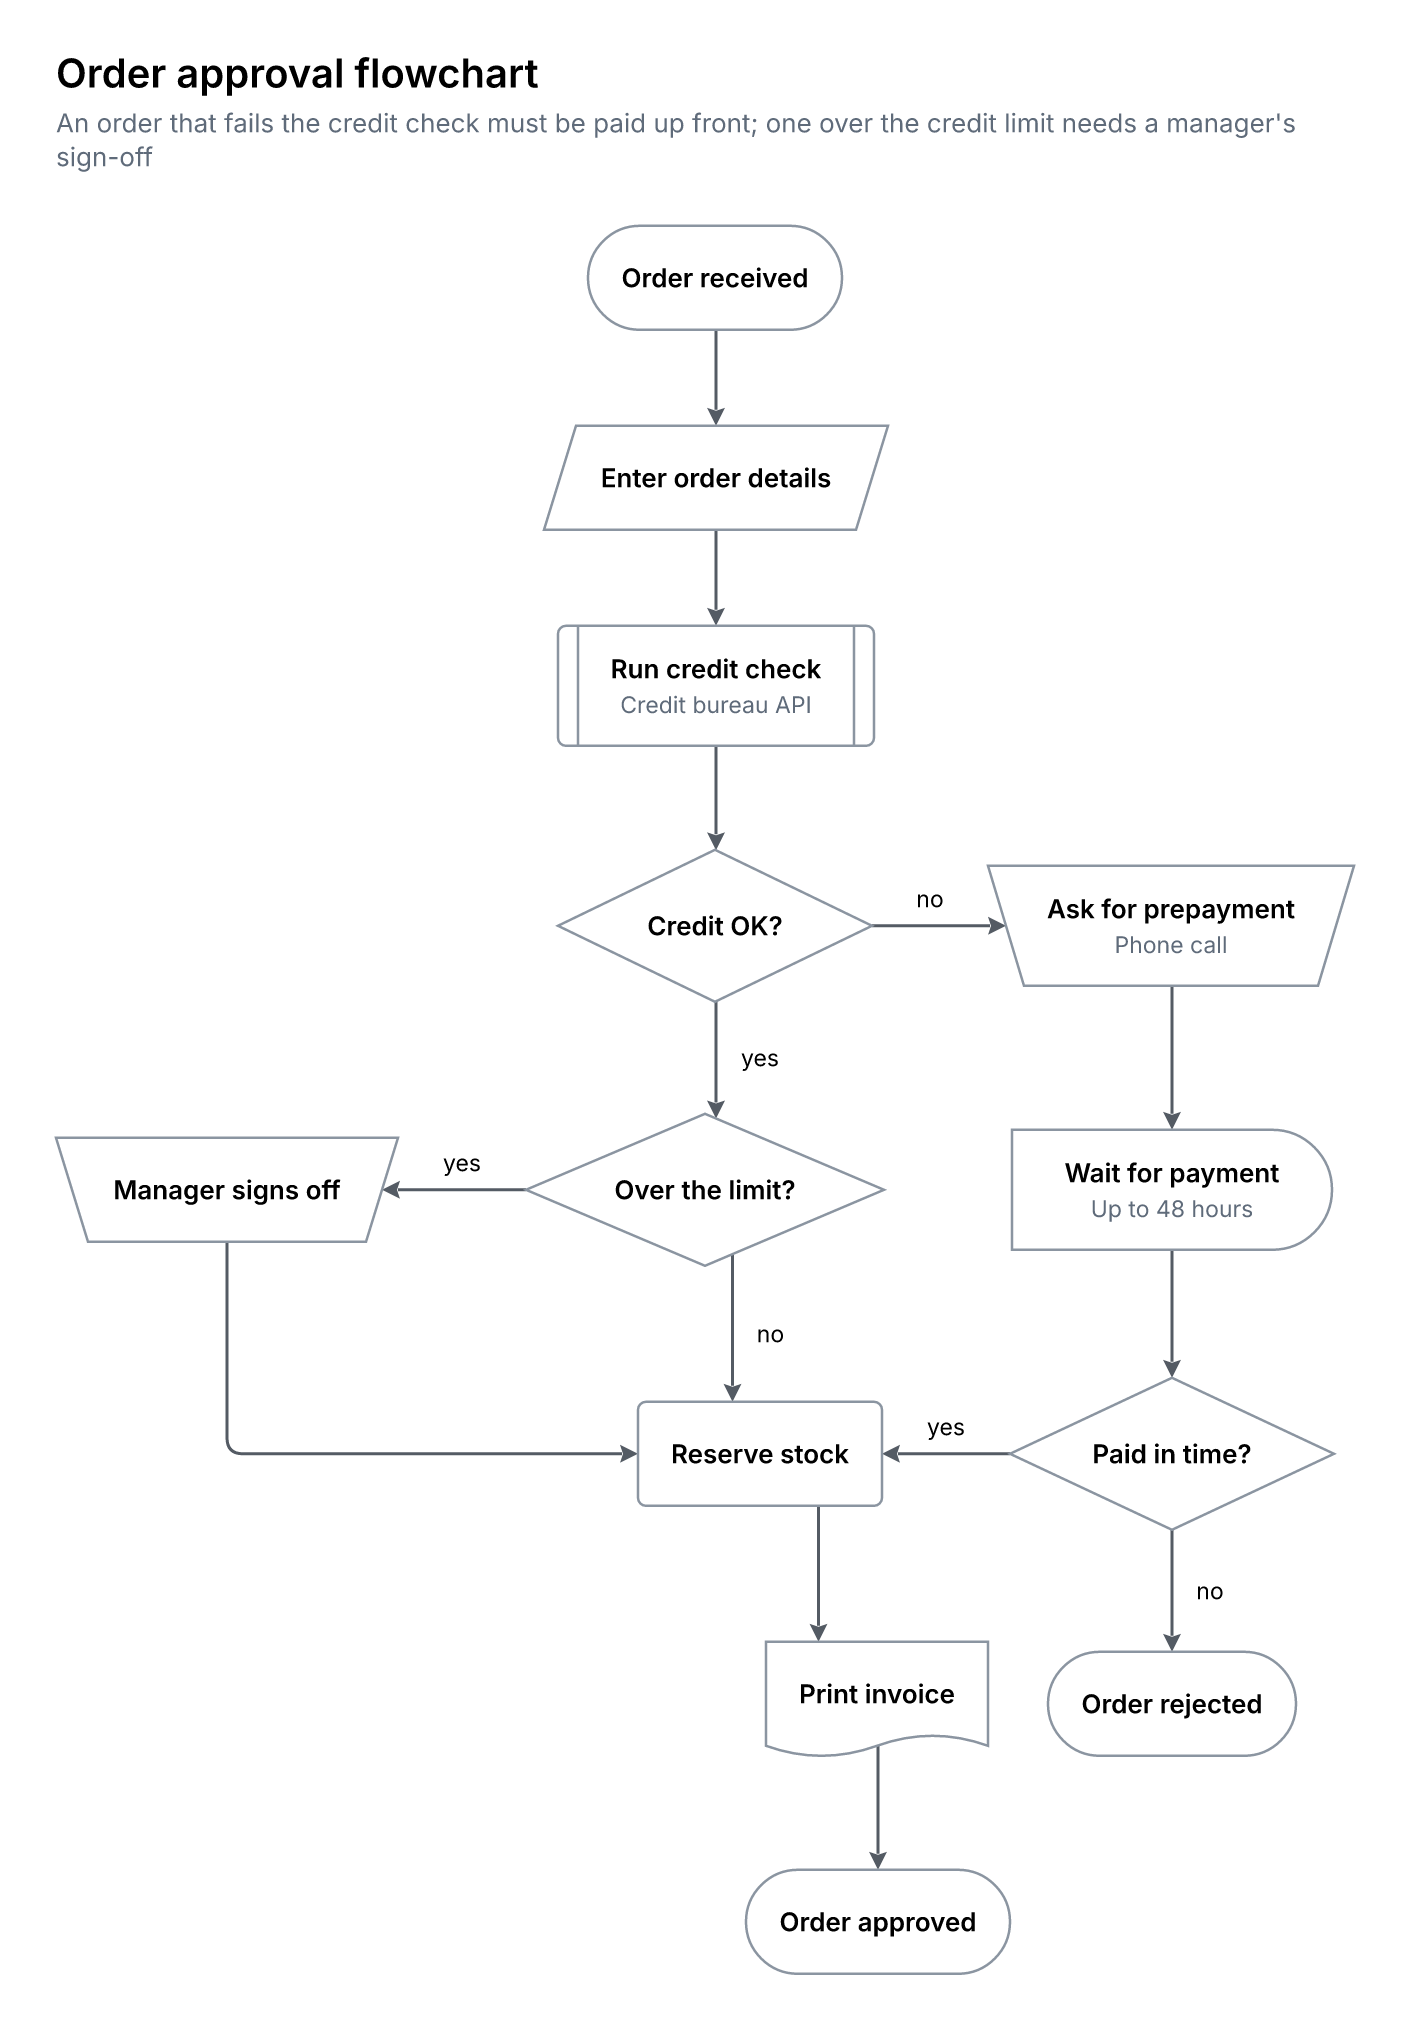 Order approval flowchart
An order that fails the credit check must be paid up front; one over the credit limit needs a manager's
sign-off
Order received
Enter order details
Run credit check
Credit bureau API
Credit OK?
no
Ask for prepayment
Phone call
yes
Manager signs off
yes
Over the limit?
Wait for payment
Up to 48 hours
no
Reserve stock
yes
Paid in time?
no
Print invoice
Order rejected
Order approved